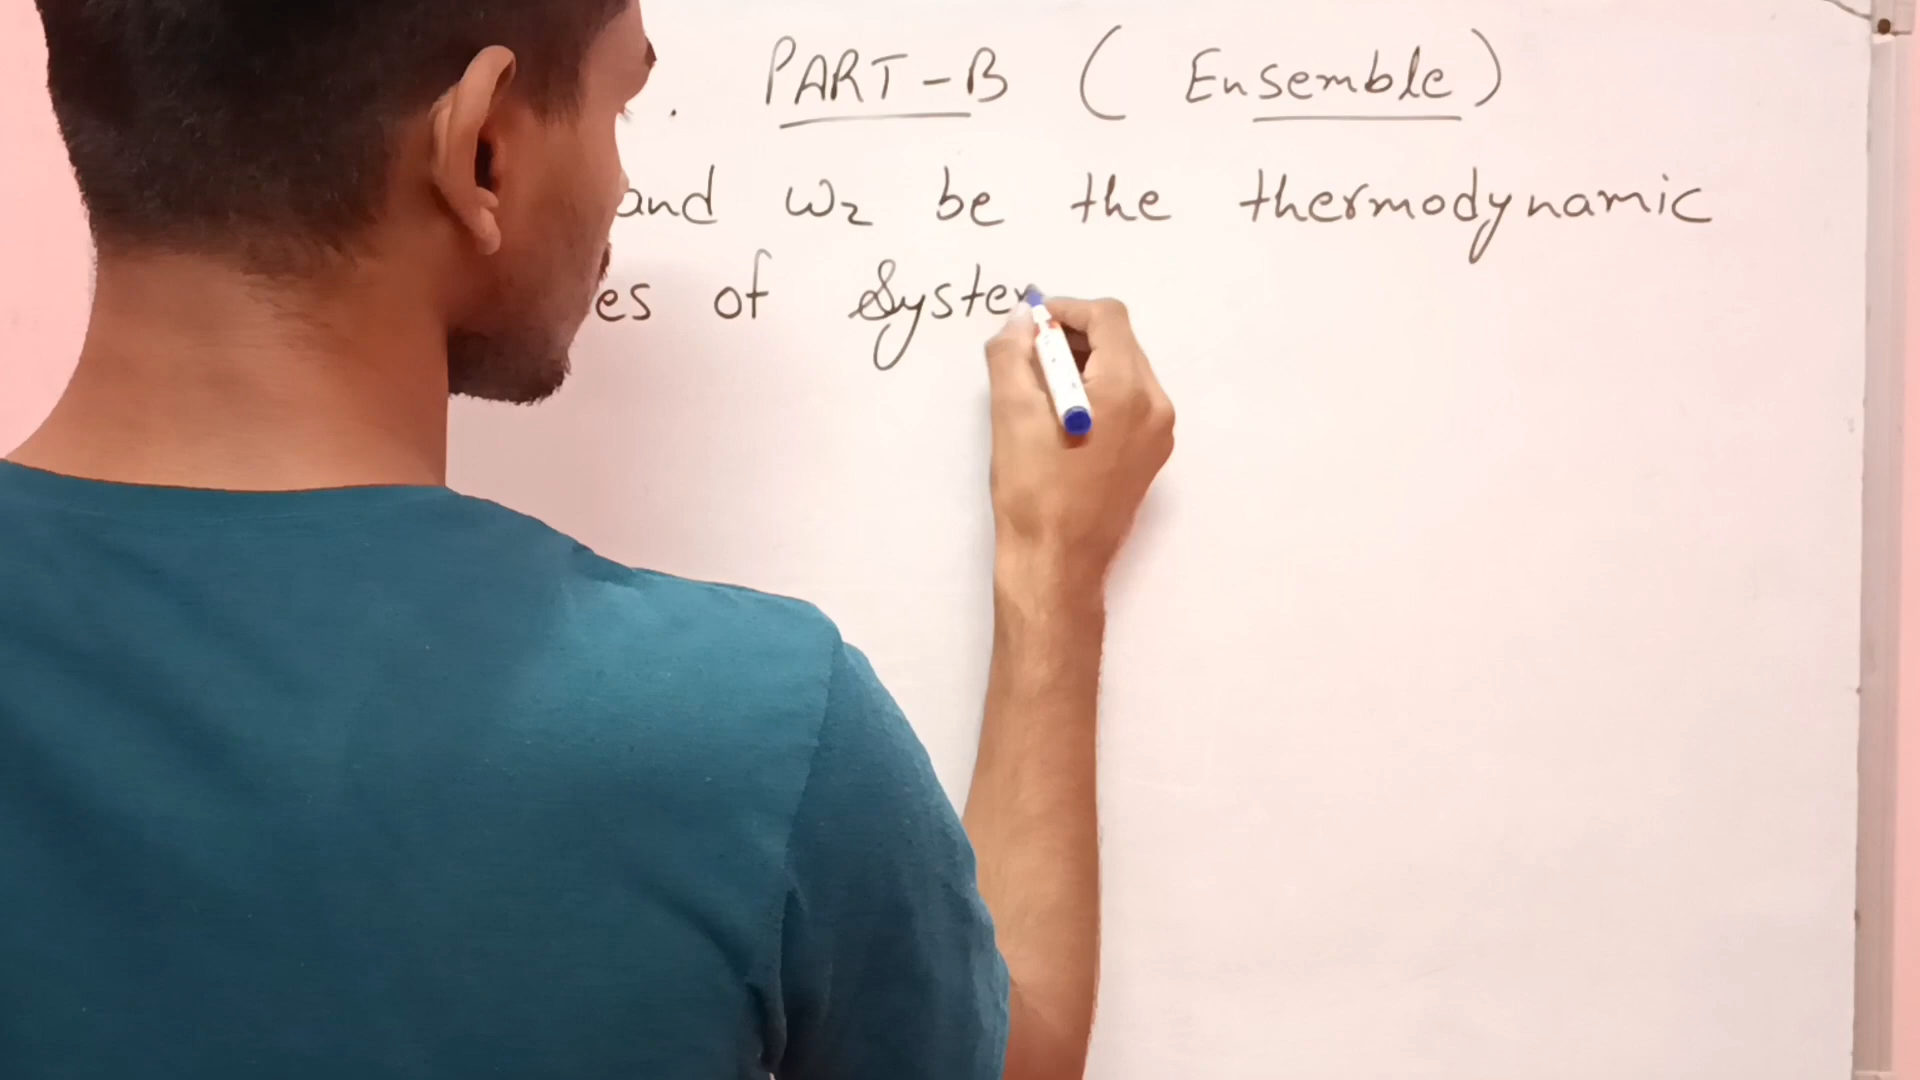 . PART-B ( Ensemble )
and ω2 be the thermodynamic
es of Syste